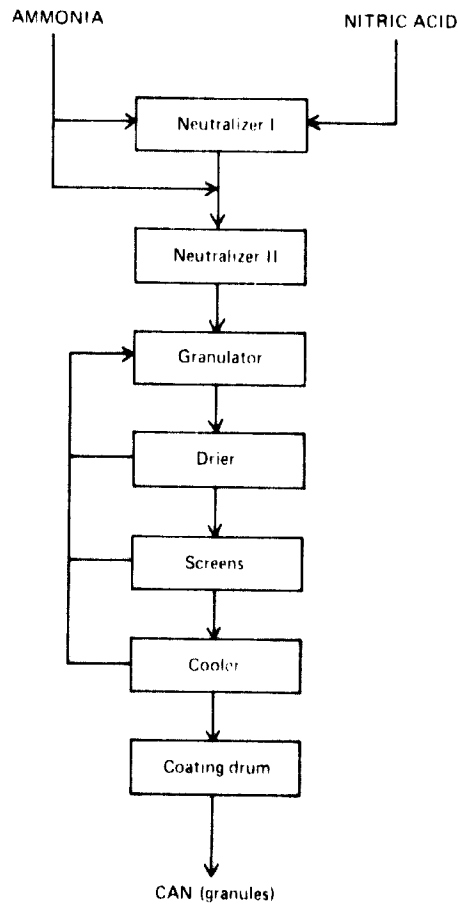 AMMONIA
NITRIC ACID
Neutralizer I
Neutralizer II
Granulator
Drier
Screens
Cooler
Coating drum
CAN (granules)